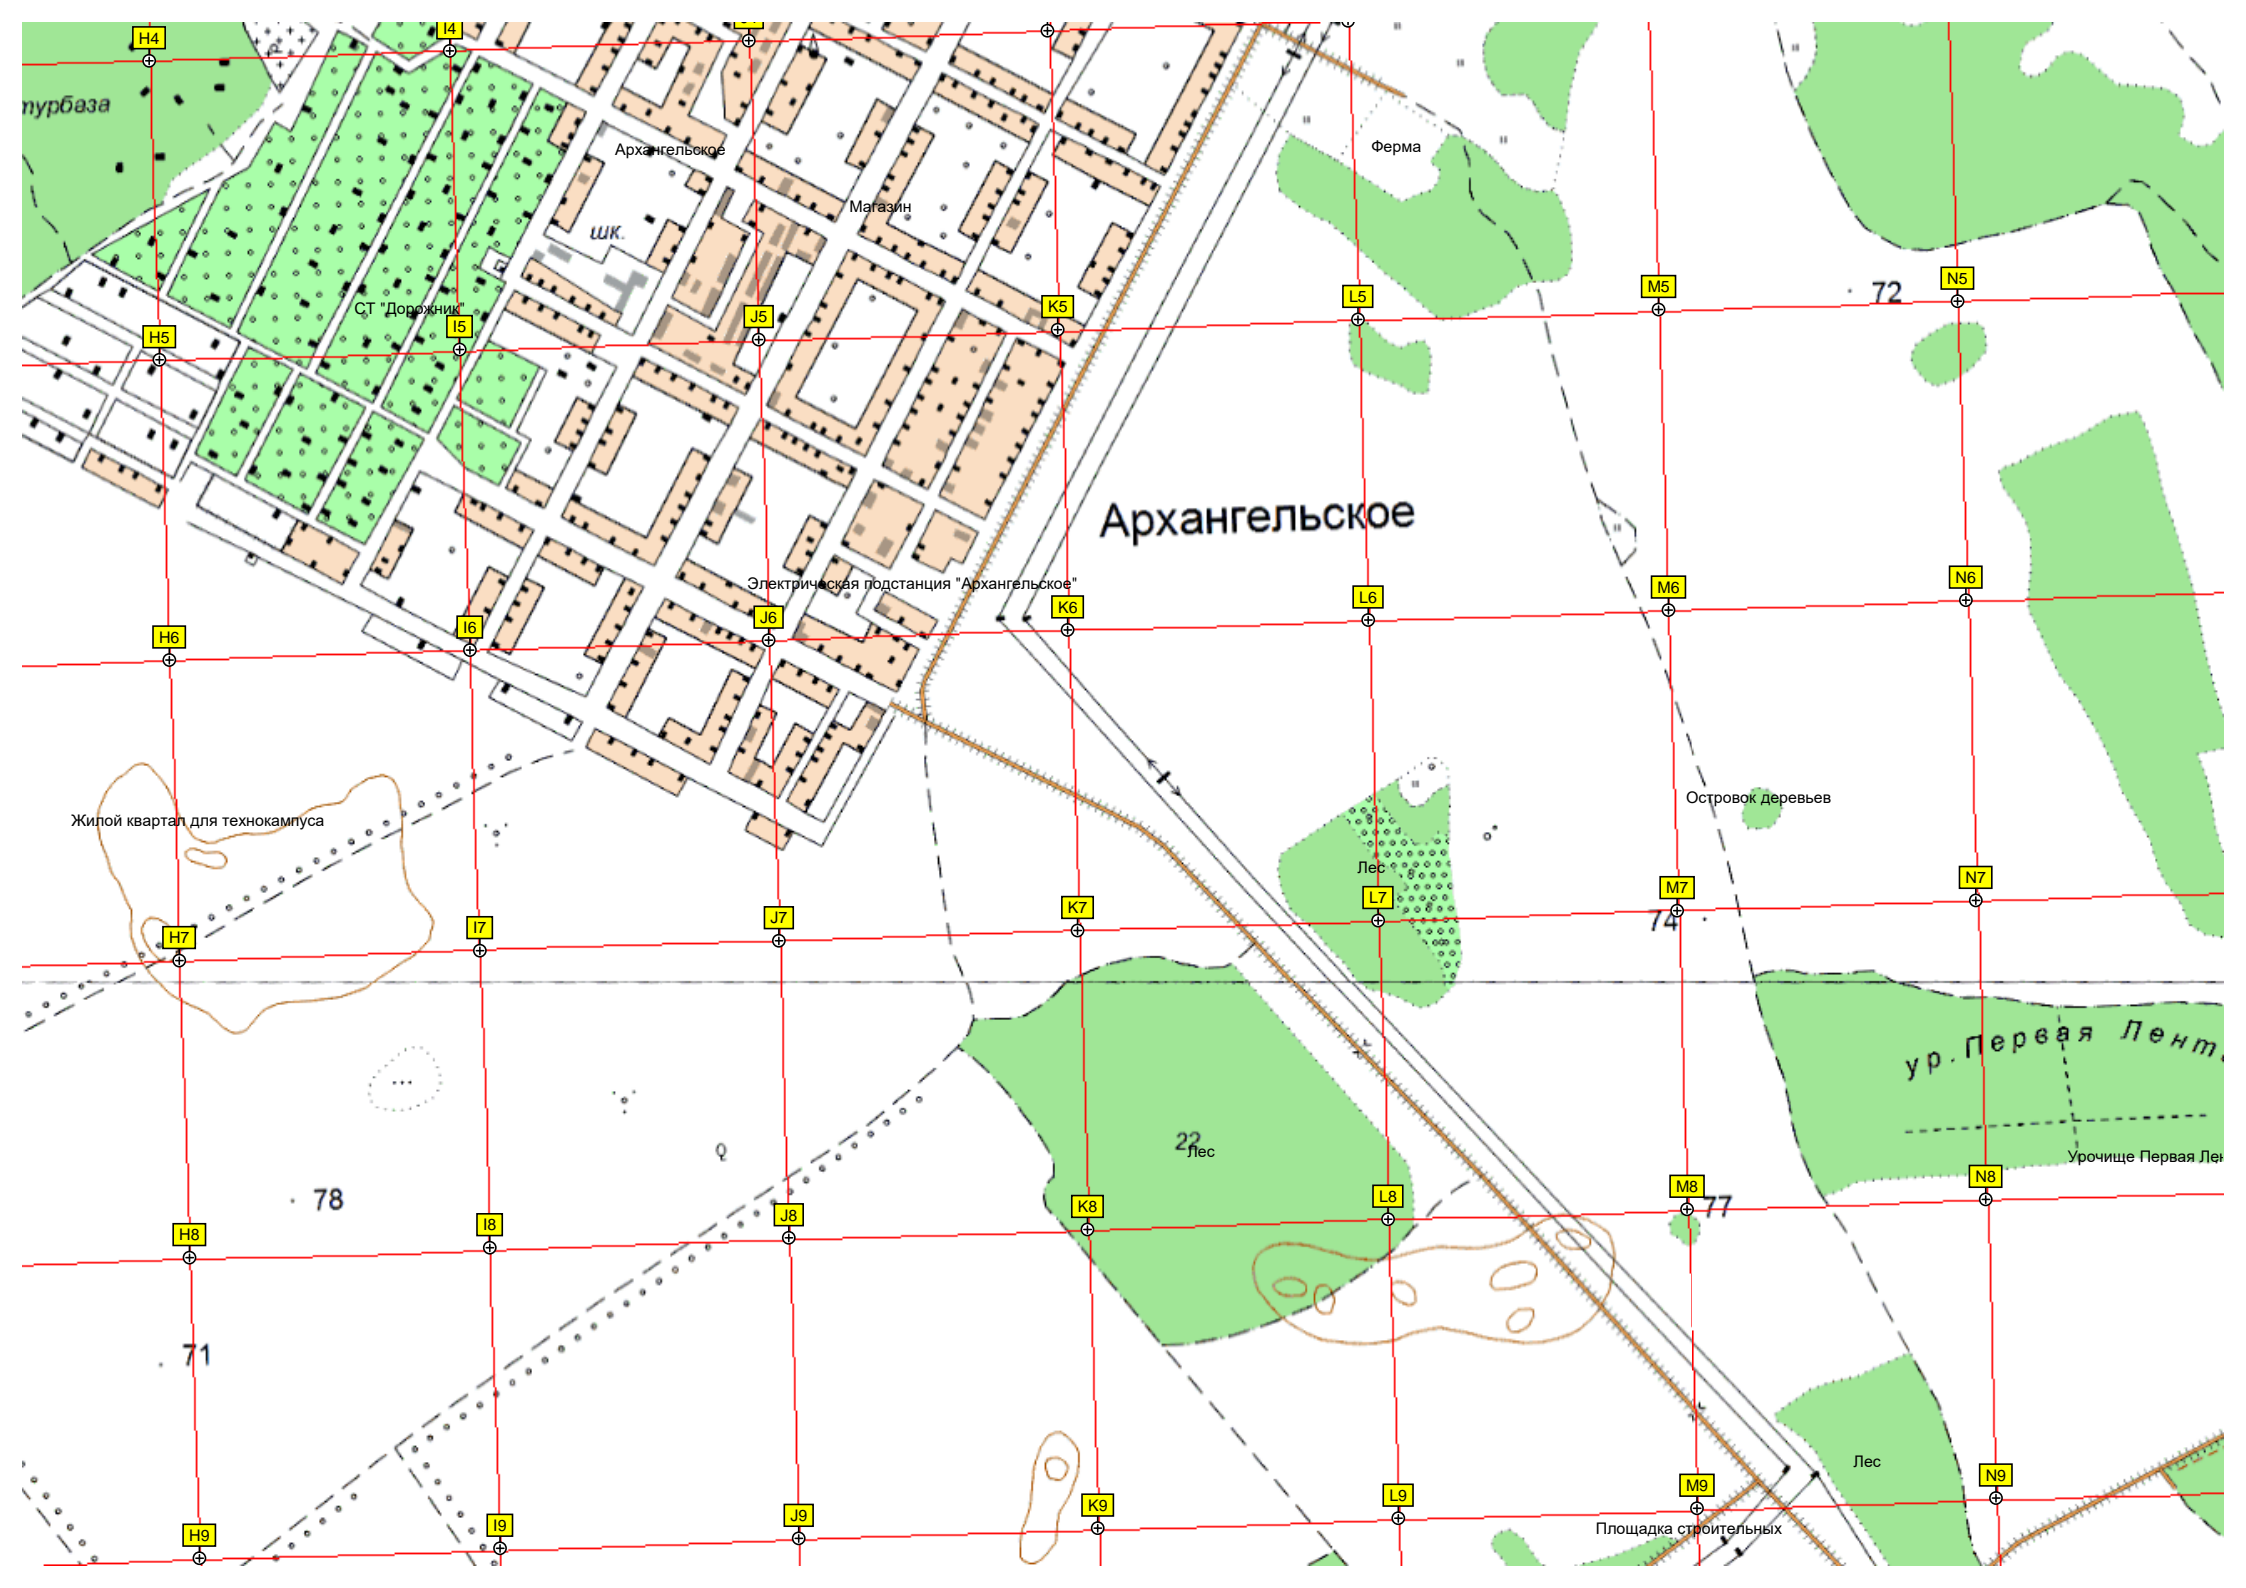 H4
I4
турбаза
Архангельское
Ферма
Магазин
шк.
СТ "Дорожник"
H5
I5
J5
K5
L5
M5
72
N5
Архангельское
Электрическая подстанция "Архангельское"
H6
I6
J6
K6
L6
M6
N6
Жилой квартал для технокампуса
Островок деревьев
Лес
H7
I7
J7
K7
L7
M7
74
N7
ур. Первая Лент
22
Лес
Урочище Первая Лен
78
H8
I8
J8
K8
L8
M8
77
N8
71
Лес
H9
I9
J9
K9
L9
M9
N9
Площадка строительных